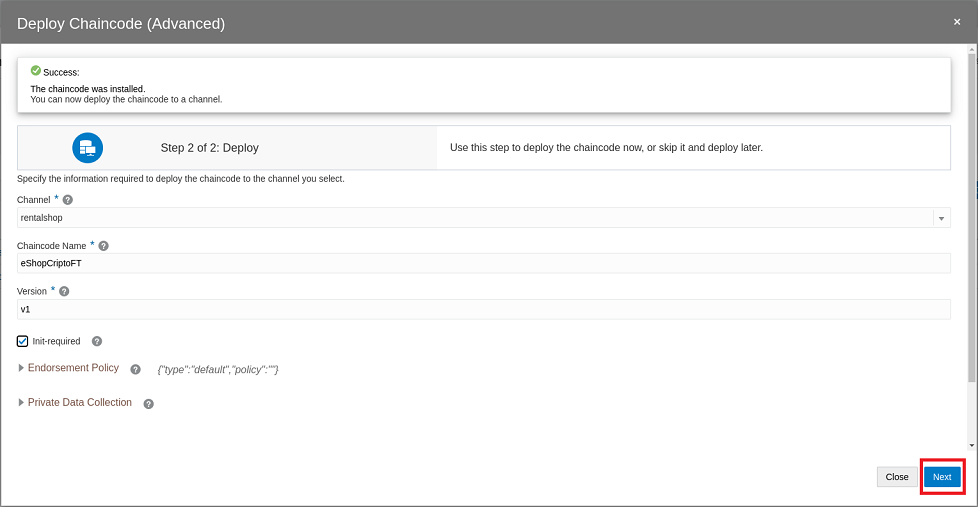 Deploy Chaincode (Advanced)
Success:
The chaincode was installed.
You can now deploy the chaincode to a channel.
Step 2 of 2: Deploy
Use this step to deploy the chaincode now, or skip it and deploy later.
Specify the information required to deploy the chaincode to the channel you select.
Channel *
rentalshop
Chaincode Name *
eShopCriptoFT
Version *
v1
Init-required
Endorsement Policy {"type":"default","policy":""}
Private Data Collection
Close Next